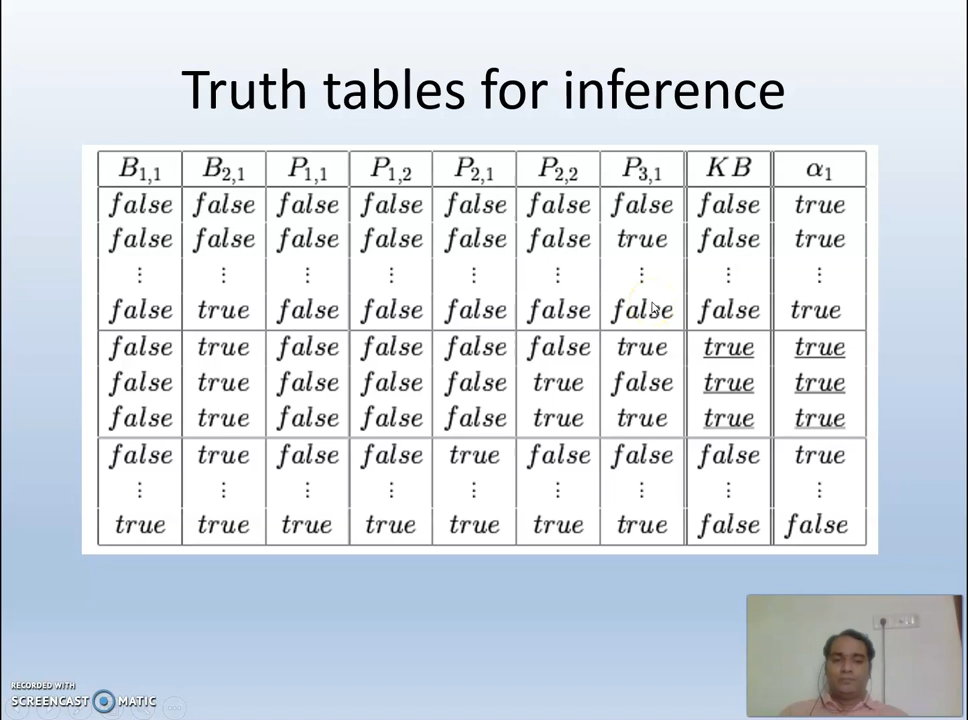 Truth tables for inference
B1,1 B2,1 P1,1 P1,2 P2,1 P2,2 P3,1 KB α1
false false false false false false false false true
false false false false false false true false true
⋮ ⋮ ⋮ ⋮ ⋮ ⋮ ⋮ ⋮ ⋮
false true false false false false false false true
false true false false false false true true true
false true false false false true false true true
false true false false false true true true true
false true false false true false false false true
⋮ ⋮ ⋮ ⋮ ⋮ ⋮ ⋮ ⋮ ⋮
true true true true true true true false false
RECORDED WITH
SCREENCAST MATIC